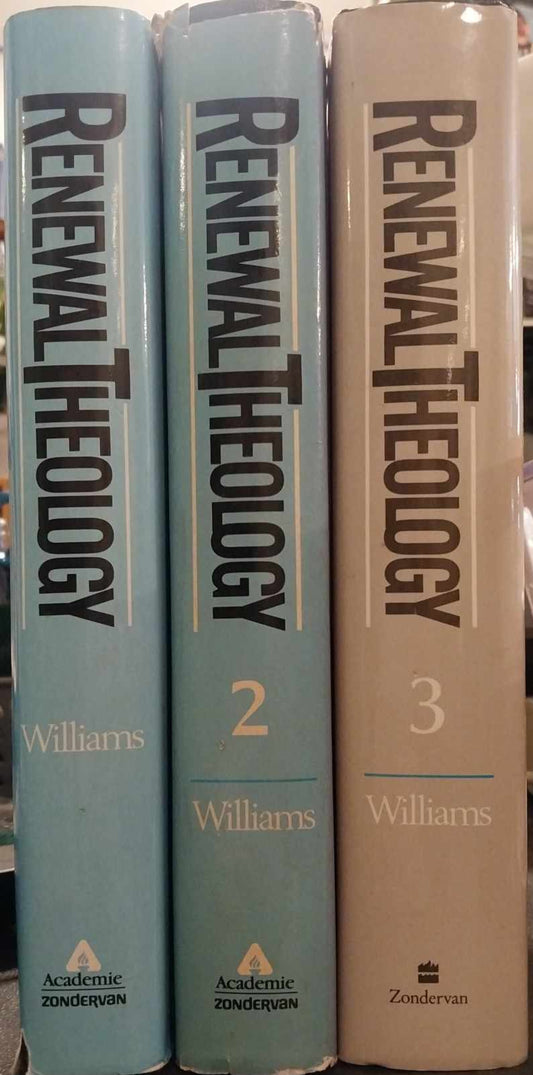 RENEWAL THEOLOGY
Williams
Academie
ZONDERVAN
RENEWAL THEOLOGY
2
Williams
Academie
ZONDERVAN
RENEWAL THEOLOGY
3
Williams
Zondervan